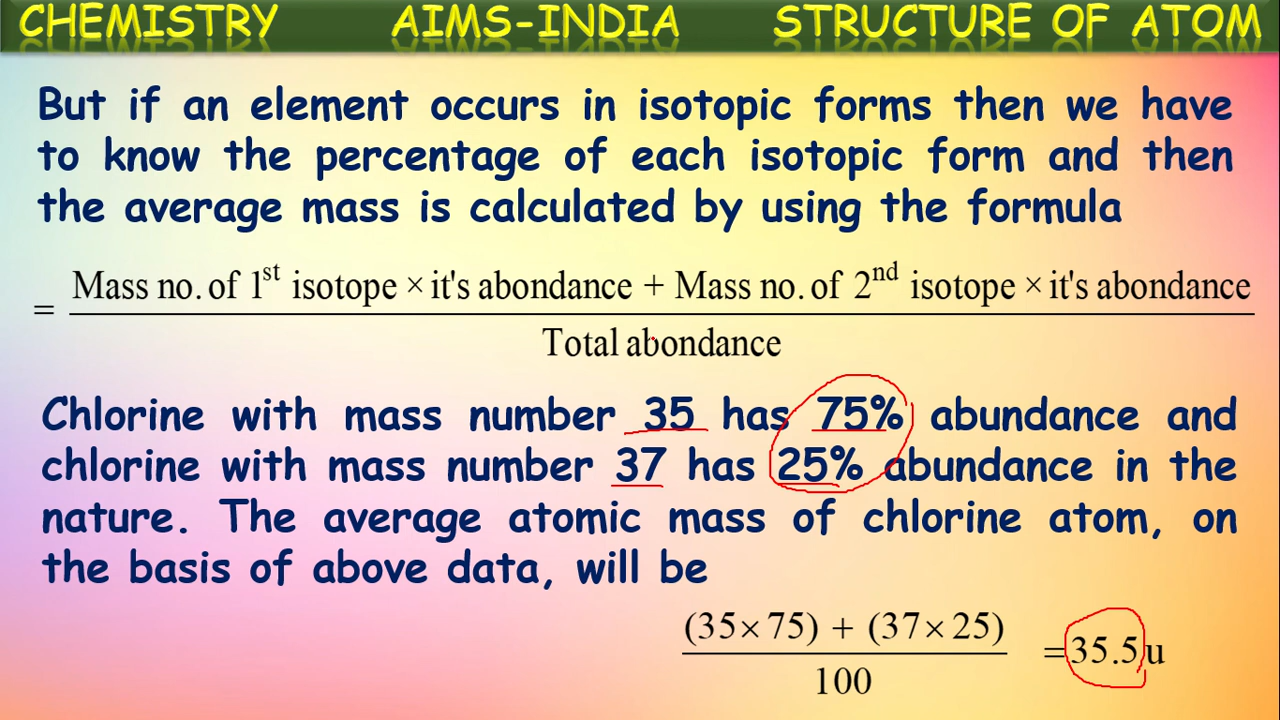 CHEMISTRY AIMS-INDIA STRUCTURE OF ATOM
But if an element occurs in isotopic forms then we have
to know the percentage of each isotopic form and then
the average mass is calculated by using the formula
= Mass no. of 1st isotope × it's abondance + Mass no. of 2nd isotope × it's abondance
Total abondance
Chlorine with mass number 35 has 75% abundance and
chlorine with mass number 37 has 25% abundance in the
nature. The average atomic mass of chlorine atom, on
the basis of above data, will be
(35×75) + (37×25)
100
=35.5u